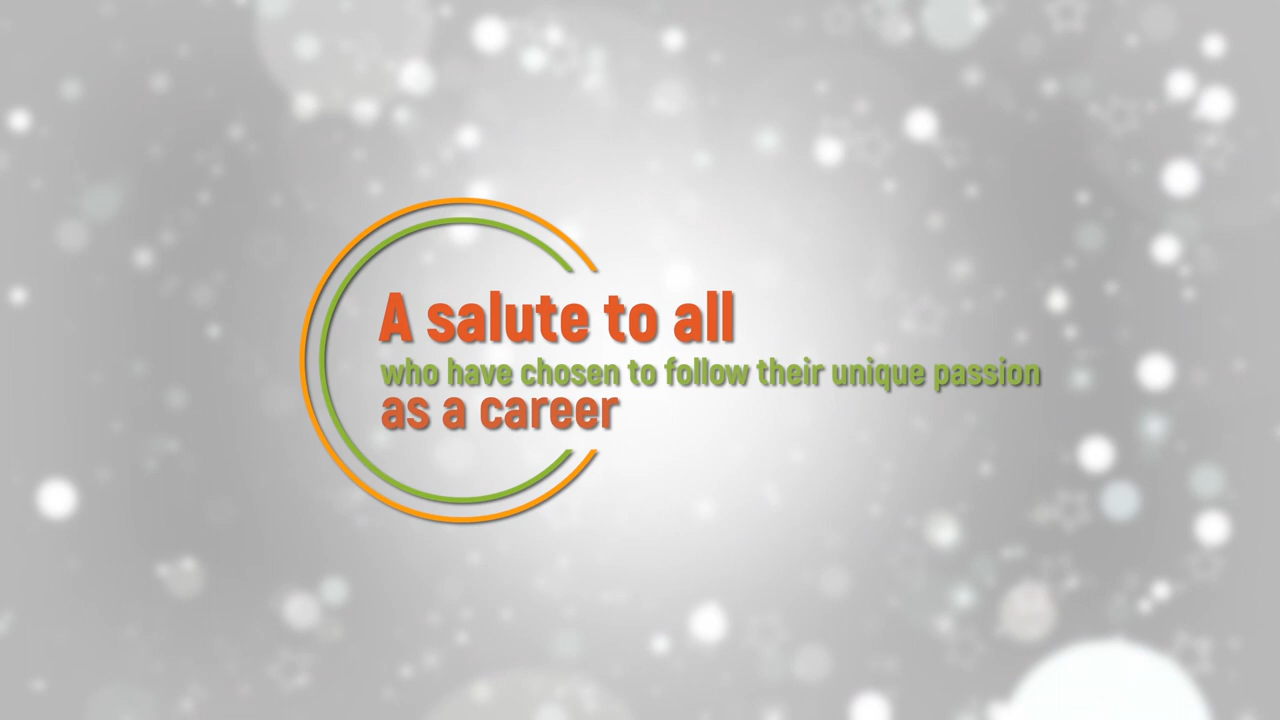 A salute to all
who have chosen to follow their unique passion
as a career